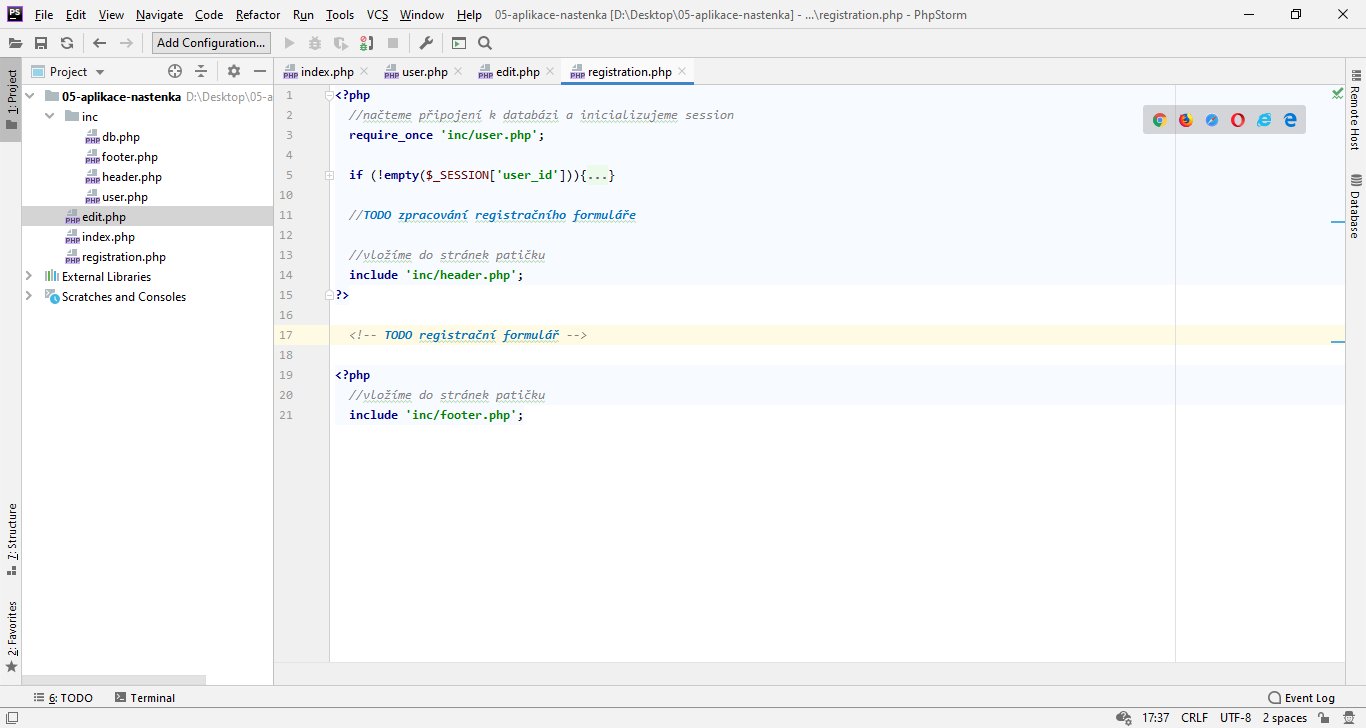 PS File Edit View Navigate Code Refactor Run Tools VCS Window Help 05-aplikace-nastenka [D:\Desktop\05-aplikace-nastenka] - ...\registration.php - PhpStorm
Add Configuration...
1: Project
Project
index.php
user.php
edit.php
registration.php
05-aplikace-nastenka D:\Desktop\05-a
inc
db.php
footer.php
header.php
user.php
edit.php
index.php
registration.php
External Libraries
Scratches and Consoles
1 <?php
2 //načteme připojení k databázi a inicializujeme session
3 require_once 'inc/user.php';
4
5 if (!empty($_SESSION['user_id'])){...}
10
11 //TODO zpracování registračního formuláře
12
13 //vložíme do stránek patičku
14 include 'inc/header.php';
15 ?>
16
17 <!-- TODO registrační formulář -->
18
19 <?php
20 //vložíme do stránek patičku
21 include 'inc/footer.php';
Remote Host
Database
7: Structure
2: Favorites
6: TODO
Terminal
Event Log
17:37 CRLF UTF-8 2 spaces